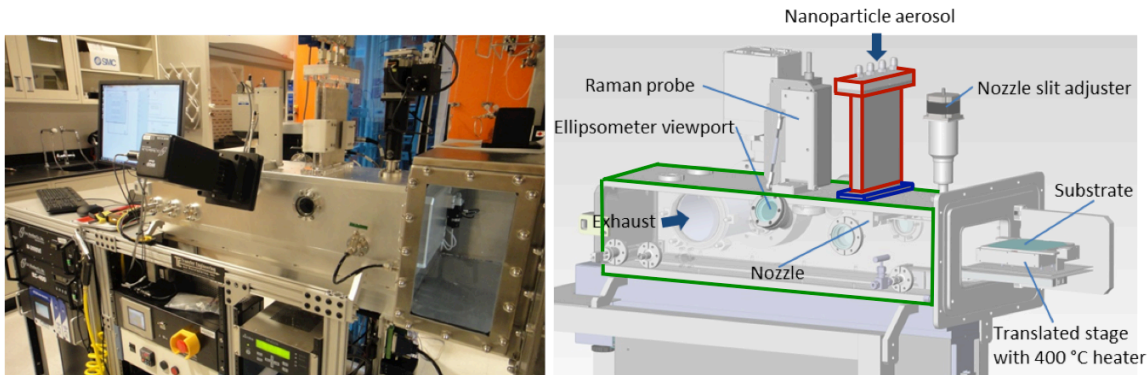 Nanoparticle aerosol
Raman probe
Nozzle slit adjuster
Ellipsometer viewport
Substrate
Exhaust
Nozzle
Translated stage
with 400 °C heater
SMC